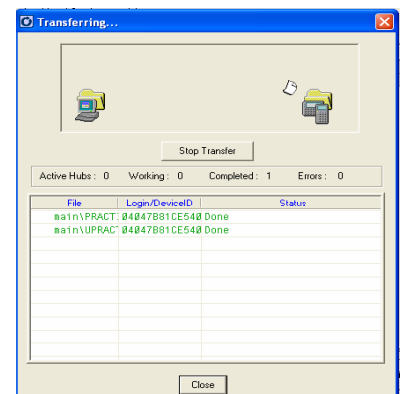 Transferring...
Stop Transfer
Active Hubs : 0 Working : 0 Completed : 1 Errors : 0
File Login/DeviceID Status
main\PRACT: 04047B81CE540 Done
main\UPRAC 04047B81CE540 Done
Close